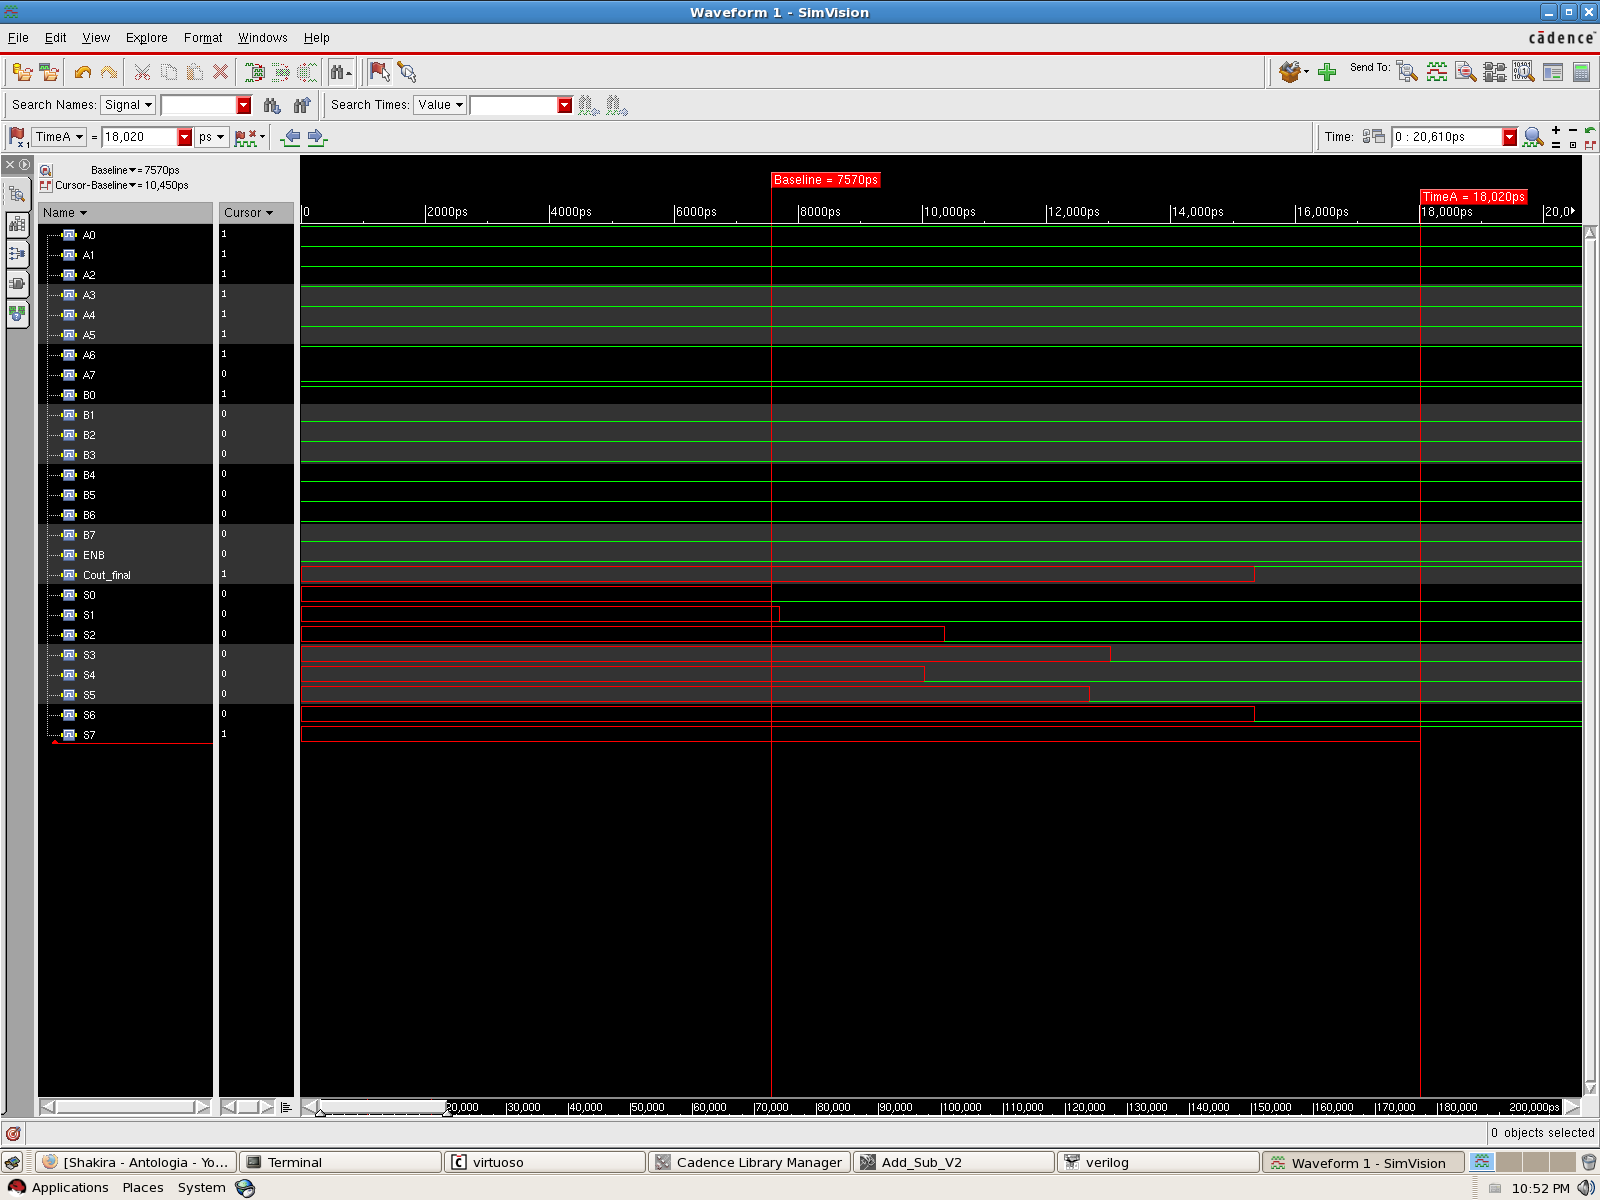 Waveform 1 - SimVision
File Edit View Explore Format Windows Help
cādence
Send To:
Search Names: Signal Search Times: Value
TimeA = 18,020 ps Time: 0 : 20,610ps
Baseline = 7570ps
Cursor-Baseline = 10,450ps
Baseline = 7570ps
TimeA = 18,020ps
Name Cursor 0 2000ps 4000ps 6000ps 8000ps 10,000ps 12,000ps 14,000ps 16,000ps 18,000ps 20,0
A0 1
A1 1
A2 1
A3 1
A4 1
A5 1
A6 1
A7 0
B0 1
B1 0
B2 0
B3 0
B4 0
B5 0
B6 0
B7 0
ENB 0
Cout_final 1
S0 0
S1 0
S2 0
S3 0
S4 0
S5 0
S6 0
S7 1
20,000 30,000 40,000 50,000 60,000 70,000 80,000 90,000 100,000 110,000 120,000 130,000 140,000 150,000 160,000 170,000 180,000 200,000ps
0 objects selected
[Shakira - Antologia - Yo... Terminal virtuoso Cadence Library Manager Add_Sub_V2 verilog Waveform 1 - SimVision
Applications Places System 10:52 PM